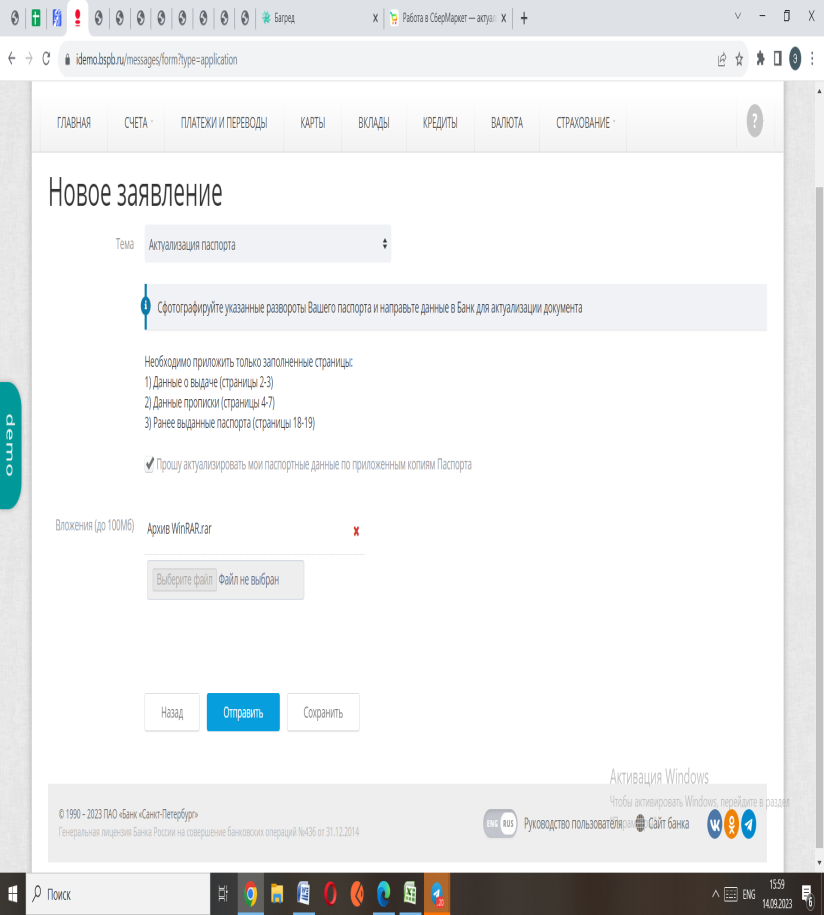 Багред
Работа в СберМаркет — актуал
idemo.bspb.ru/messages/form?type=application
3
ГЛАВНАЯ СЧЕТА ПЛАТЕЖИ И ПЕРЕВОДЫ КАРТЫ ВКЛАДЫ КРЕДИТЫ ВАЛЮТА СТРАХОВАНИЕ ?
Новое заявление
Тема Актуализация паспорта
Сфотографируйте указанные развороты Вашего паспорта и направьте данные в Банк для актуализации документа
Необходимо приложить только заполненные страницы:
1) Данные о выдаче (страницы 2-3)
2) Данные прописки (страницы 4-7)
3) Ранее выданные паспорта (страницы 18-19)
Прошу актуализировать мои паспортные данные по приложенным копиям Паспорта
demo
Вложения (до 100Мб) Архив WinRAR.rar
Выберите файл Файл не выбран
Назад Отправить Сохранить
Активация Windows
Чтобы активировать Windows, перейдите в раздел
© 1990 – 2023 ПАО «Банк «Санкт-Петербург»
Генеральная лицензия Банка России на совершение банковских операций №436 от 31.12.2014
ENG RUS Руководство пользователя Сайт банка
Поиск
20
ENG
15:59
14.09.2023
6